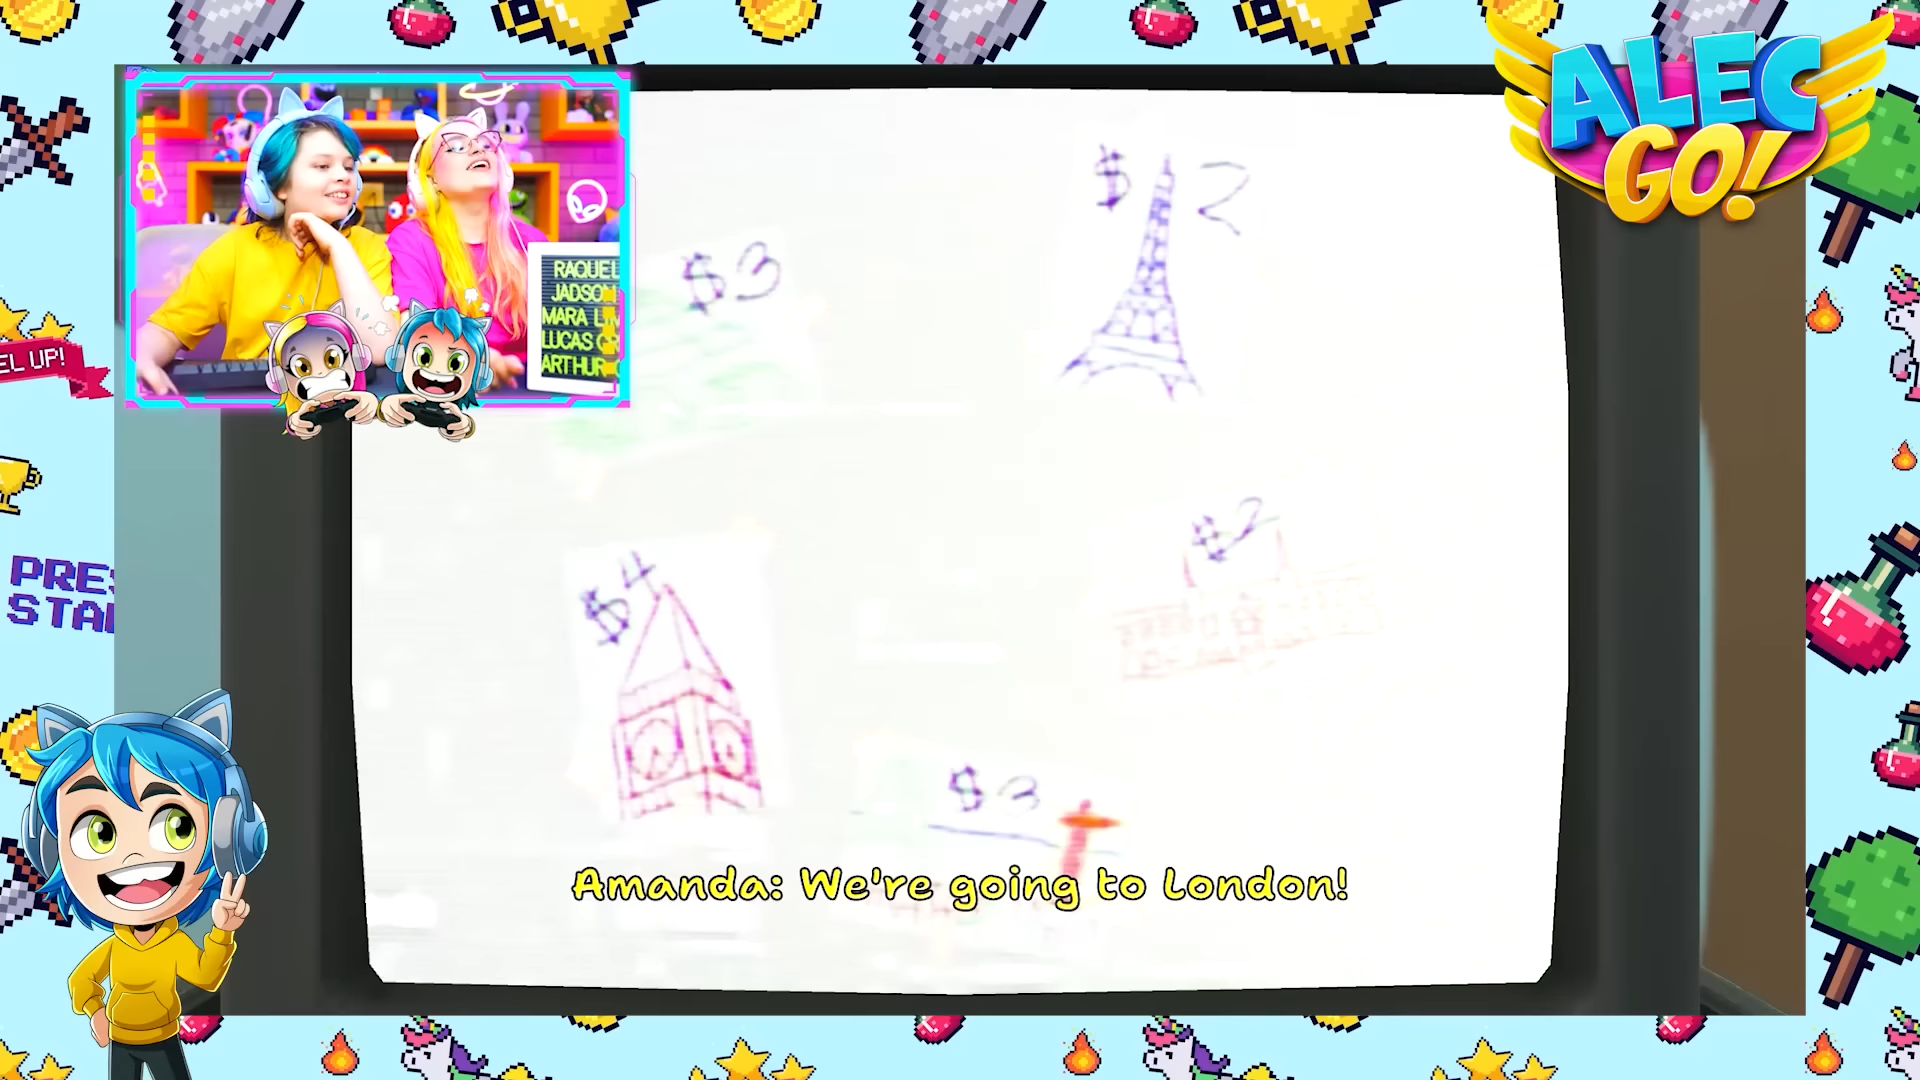 ALEC
GO!
RAQUEL
JADSON
MARA
LUCAS
ARTHUR
$3
$2
EL UP!
$2
PRES
STA
$4
$3
Amanda: We're going to London!